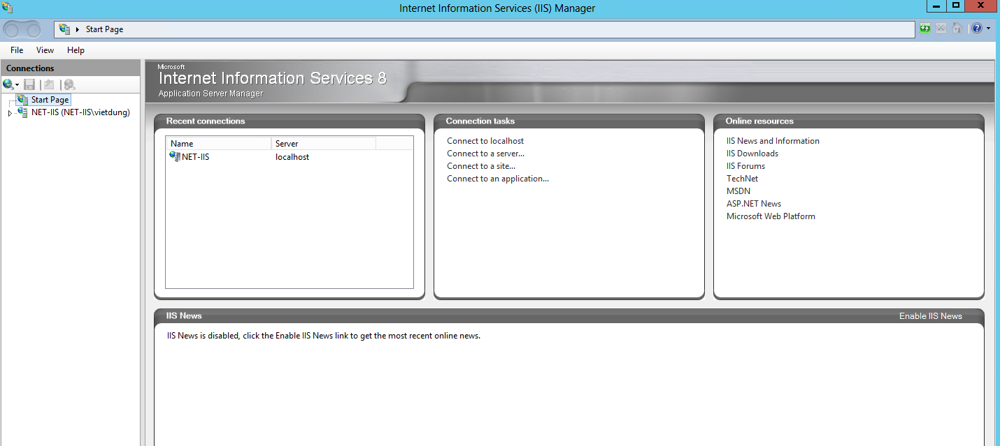 Internet Information Services (IIS) Manager
Start Page
File View Help
Connections
Start Page
NET-IIS (NET-IIS\vietdung)
Microsoft
Internet Information Services 8
Application Server Manager
Recent connections
Name Server
NET-IIS localhost
Connection tasks
Connect to localhost
Connect to a server...
Connect to a site...
Connect to an application...
Online resources
IIS News and Information
IIS Downloads
IIS Forums
TechNet
MSDN
ASP.NET News
Microsoft Web Platform
IIS News Enable IIS News
IIS News is disabled, click the Enable IIS News link to get the most recent online news.